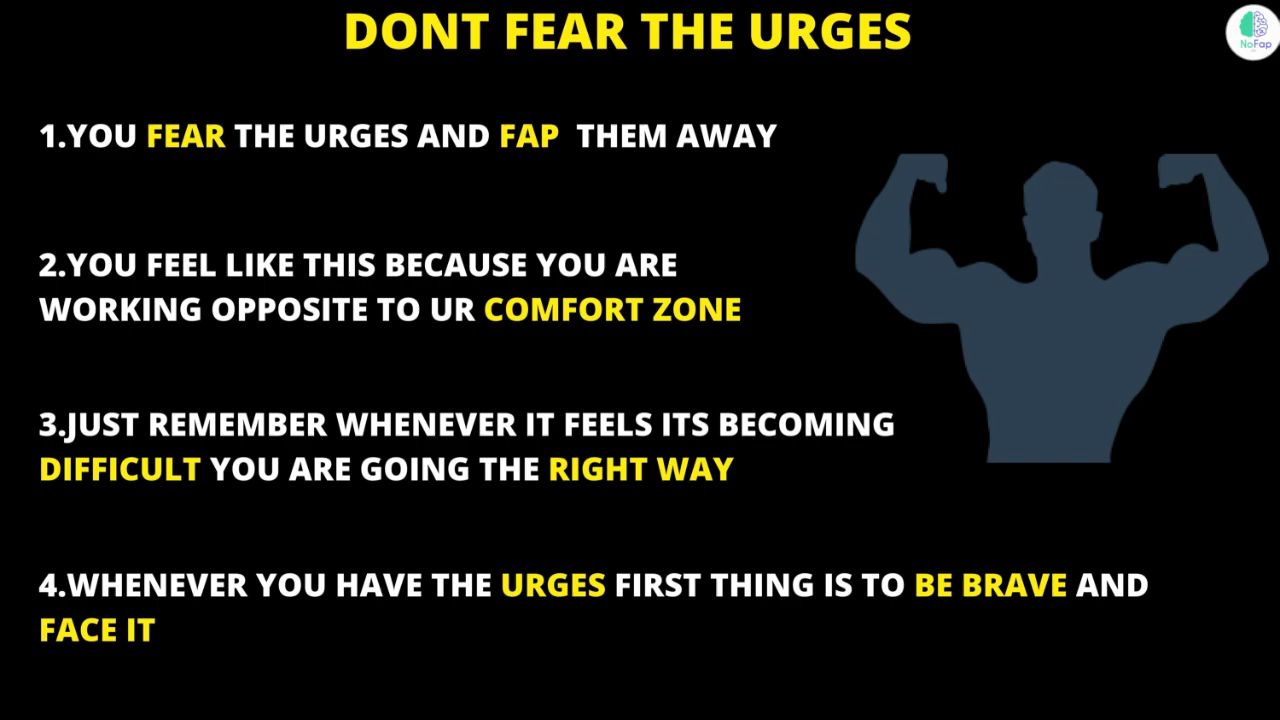 DONT FEAR THE URGES
NoFap
1.YOU FEAR THE URGES AND FAP THEM AWAY
2.YOU FEEL LIKE THIS BECAUSE YOU ARE
WORKING OPPOSITE TO UR COMFORT ZONE
3.JUST REMEMBER WHENEVER IT FEELS ITS BECOMING
DIFFICULT YOU ARE GOING THE RIGHT WAY
4.WHENEVER YOU HAVE THE URGES FIRST THING IS TO BE BRAVE AND
FACE IT